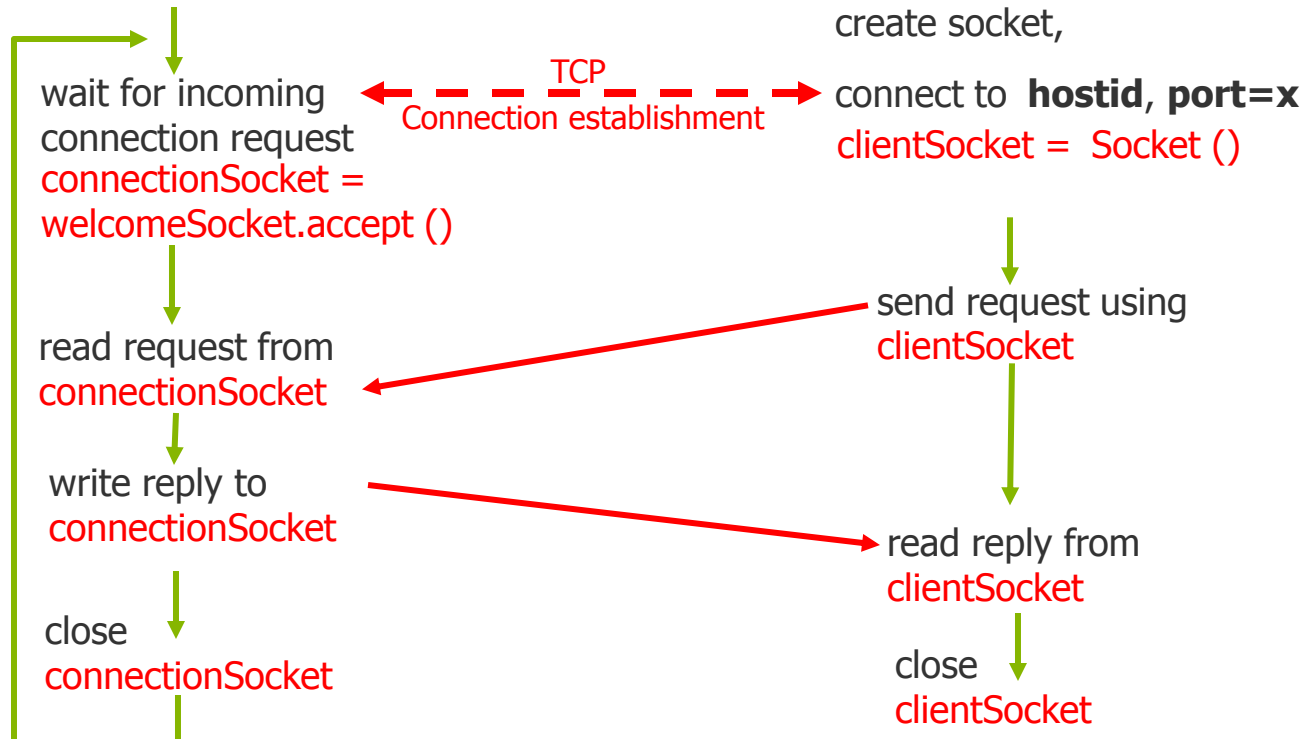 wait for incoming
connection request
connectionSocket =
welcomeSocket.accept ()
TCP
Connection establishment
create socket,
connect to hostid, port=x
clientSocket = Socket ()
send request using
clientSocket
read request from
connectionSocket
write reply to
connectionSocket
read reply from
clientSocket
close
connectionSocket
close
clientSocket